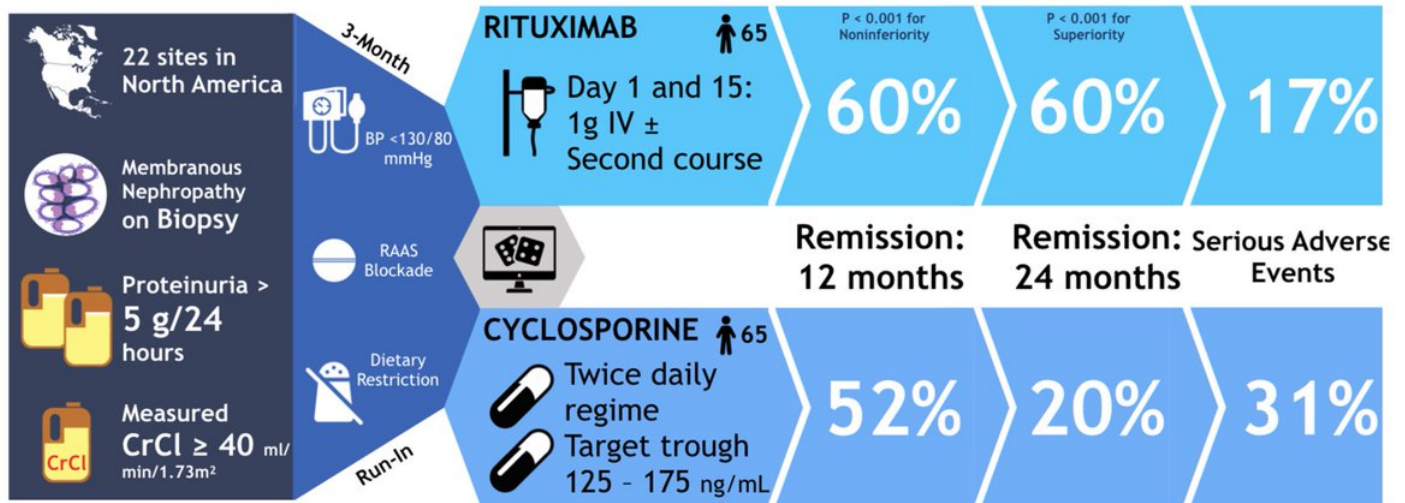 22 sites in
North America
Membranous
Nephropathy
on Biopsy
Proteinuria >
5 g/24
hours
Measured
CrCl ≥ 40 ml/
min/1.73m²
CrCl
3-Month
BP <130/80
mmHg
RAAS
Blockade
Dietary
Restriction
Run-In
RITUXIMAB
65
Day 1 and 15:
1g IV ±
Second course
P < 0.001 for
Noninferiority
60%
P < 0.001 for
Superiority
60%
17%
Remission:
12 months
Remission:
24 months
Serious Adverse
Events
CYCLOSPORINE
65
Twice daily
regime
Target trough
125 – 175 ng/mL
52%
20%
31%